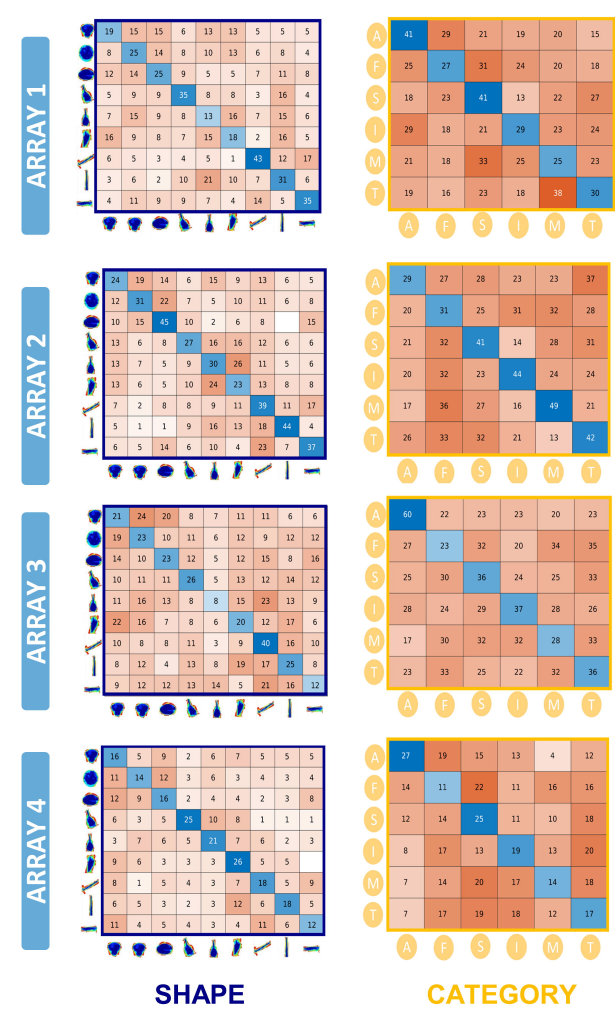 ARRAY 1
19 15 15 6 13 13 5 5 5
8 25 14 8 10 13 6 8 4
12 14 25 9 5 5 7 11 8
5 9 9 35 8 8 3 16 4
7 15 9 8 13 16 7 15 6
16 9 8 7 15 18 2 16 5
6 5 3 4 5 1 43 12 17
3 6 2 10 21 10 7 31 6
4 11 9 9 7 4 14 5 35
A 41 29 21 19 20 15
F 25 27 31 24 20 18
S 18 23 41 13 22 27
I 29 18 21 29 23 24
M 21 18 33 25 25 23
T 19 16 23 18 38 30
A F S I M T
ARRAY 2
24 19 14 6 15 9 13 6 5
12 31 22 7 5 10 11 6 8
10 15 45 10 2 6 8 15
13 6 8 27 16 16 12 6 6
13 7 5 9 30 26 11 5 6
13 6 5 10 24 23 13 8 8
7 2 8 8 9 11 39 11 17
5 1 1 9 16 13 18 44 4
6 5 14 6 10 4 23 7 37
A 29 27 28 23 23 37
F 20 31 25 31 32 28
S 21 32 41 14 28 31
I 20 32 23 44 24 24
M 17 36 27 16 49 21
T 26 33 32 21 13 42
A F S I M T
ARRAY 3
21 24 20 8 7 11 11 6 6
19 23 10 11 6 12 9 12 12
14 10 23 12 5 12 15 8 16
10 11 11 26 5 13 12 14 12
11 16 13 8 8 15 23 13 9
22 16 7 8 6 20 12 17 6
10 8 8 11 3 9 40 16 10
8 12 4 13 8 19 17 25 8
9 12 12 13 14 5 21 16 12
A 60 22 23 23 20 23
F 27 23 32 20 34 35
S 25 30 36 24 25 33
I 28 24 29 37 28 26
M 17 30 32 32 28 33
T 23 33 25 22 32 36
A F S I M T
ARRAY 4
16 5 9 2 6 7 5 5 5
11 14 12 3 6 3 4 3 4
12 9 16 2 4 4 2 3 8
6 3 5 25 10 8 1 1 1
3 7 6 5 21 7 6 2 4
9 6 3 3 3 26 5 5
8 1 5 4 3 7 18 5 9
6 5 3 2 3 12 6 18 5
11 4 5 4 3 4 11 6 12
A 27 19 15 13 4 12
F 14 11 22 11 16 16
S 12 14 25 11 10 18
I 8 17 13 19 13 20
M 7 14 20 17 14 18
T 7 17 19 18 12 17
A F S I M T
SHAPE
CATEGORY